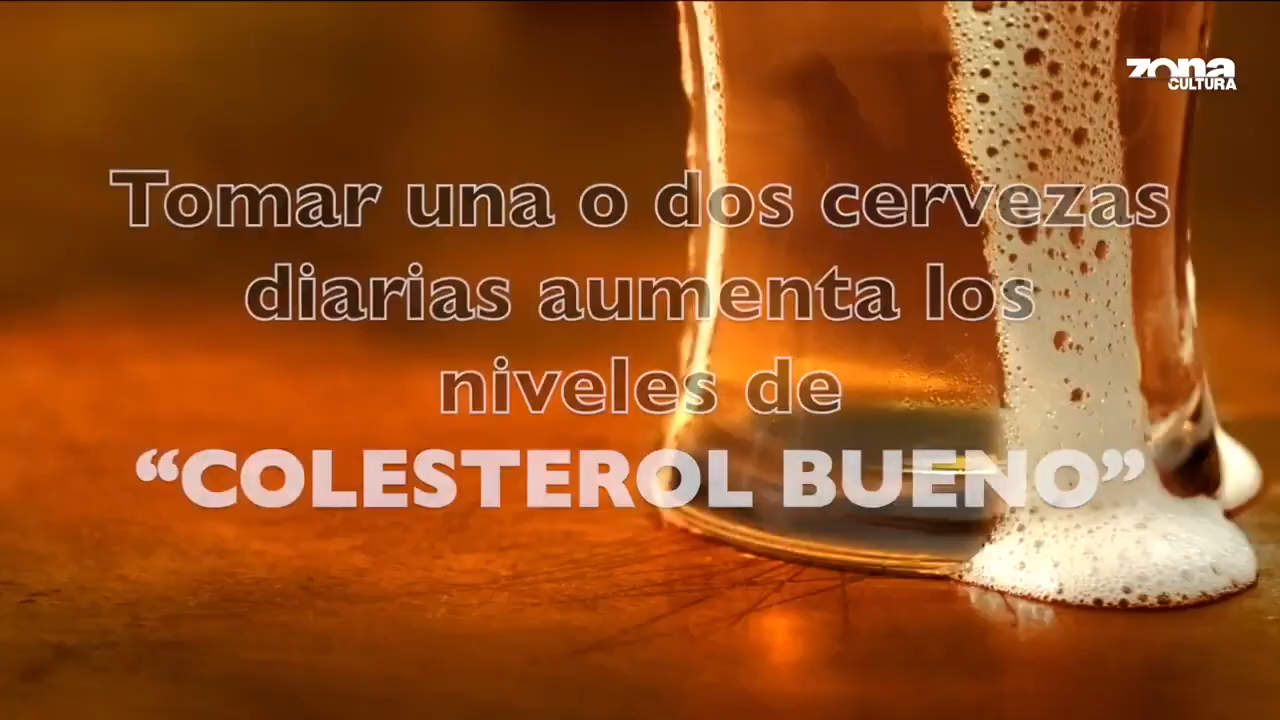 zona
CULTURA
Tomar una o dos cervezas
diarias aumenta los
niveles de
“COLESTEROL BUENO”